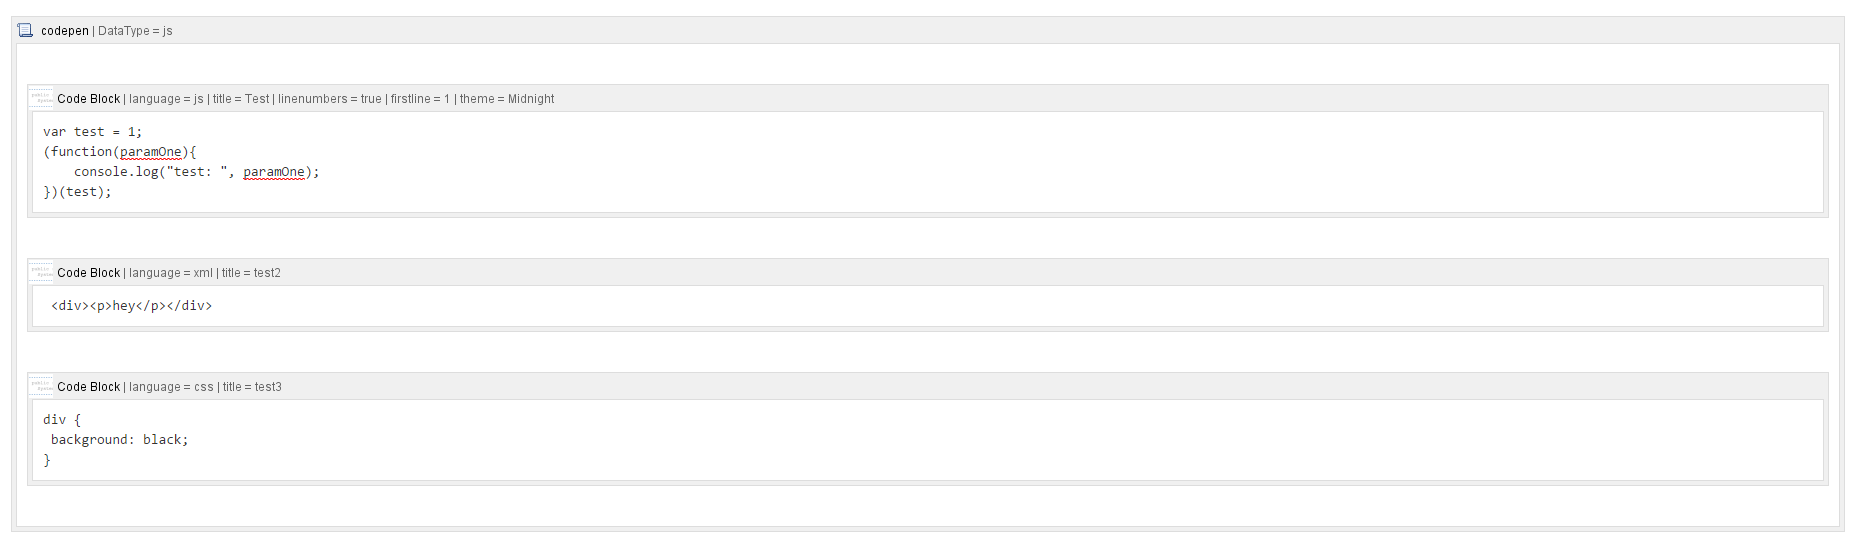 codepen | DataType = js
Code Block | language = js | title = Test | linenumbers = true | firstline = 1 | theme = Midnight
var test = 1;
(function(paramOne){
    console.log("test: ", paramOne);
})(test);
Code Block | language = xml | title = test2
 <div><p>hey</p></div>
Code Block | language = css | title = test3
div {
 background: black;
}